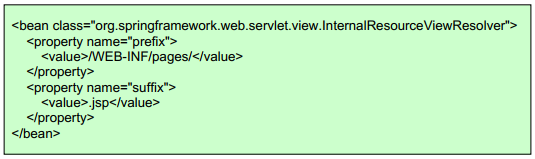 <bean class="org.springframework.web.servlet.view.InternalResourceViewResolver">
<property name="prefix">
<value>/WEB-INF/pages/</value>
</property>
<property name="suffix">
<value>.jsp</value>
</property>
</bean>